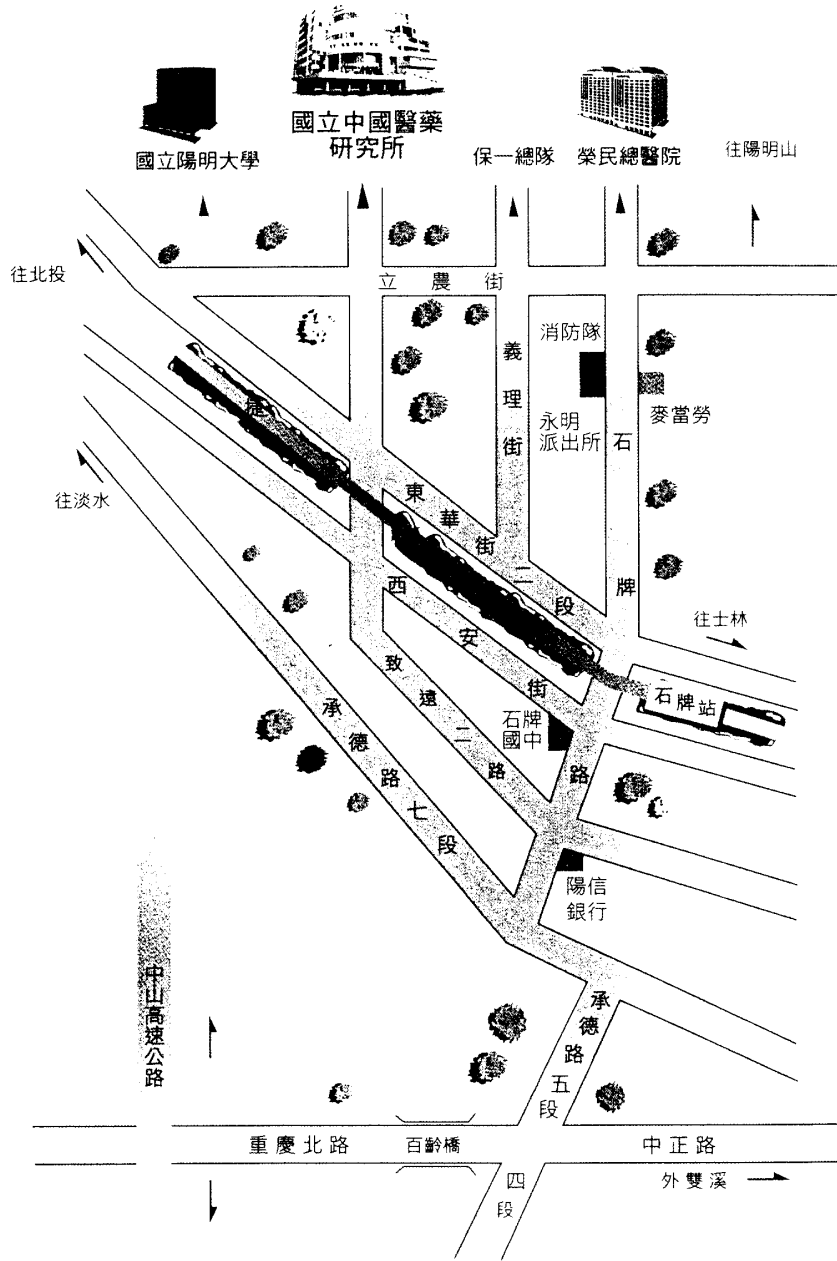 國立中國醫藥
研究所
國立陽明大學
保一總隊
榮民總醫院
往陽明山
往北投
立農街
消防隊
義理街
永明
派出所
麥當勞
捷
往淡水
東華街二段
石牌路
西安街
往士林
致遠二路
石牌站
石牌
國中
承德路七段
陽信
銀行
中山高速公路
承德路五段
重慶北路
百齡橋
中正路
四段
外雙溪